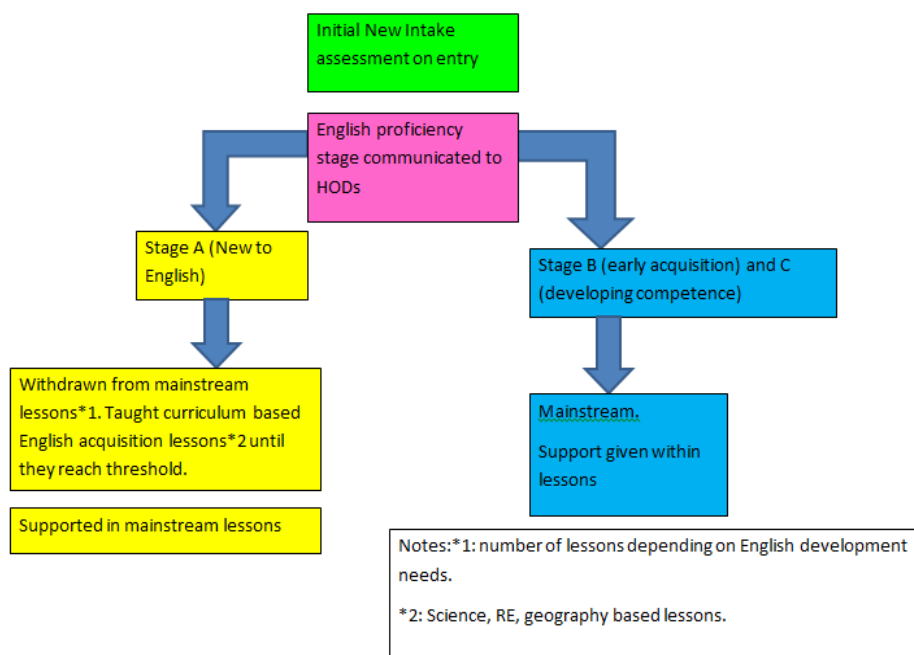 Initial New Intake
assessment on entry
English proficiency
stage communicated to
HODs
Stage A (New to
English)
Stage B (early acquisition) and C
(developing competence)
Withdrawn from mainstream
lessons*1. Taught curriculum based
English acquisition lessons*2 until
they reach threshold.
Mainstream.
Support given within
lessons
Supported in mainstream lessons
Notes:*1: number of lessons depending on English development
needs.
*2: Science, RE, geography based lessons.